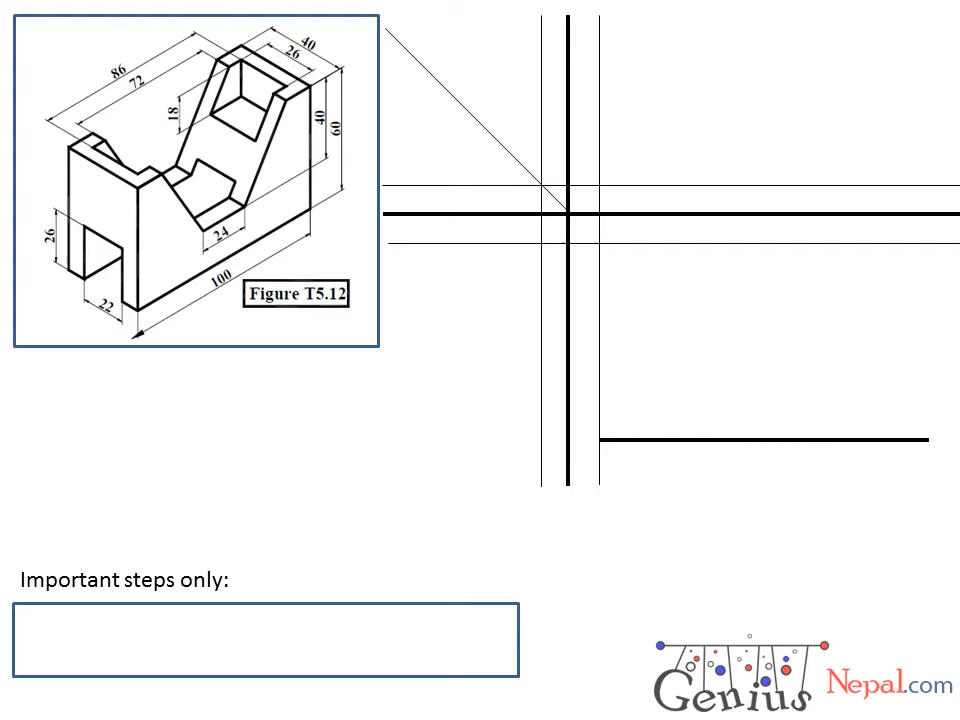 86
72
40
26
18
40
60
26
24
100
22
Figure T5.12
Important steps only:
Genius
Nepal.com